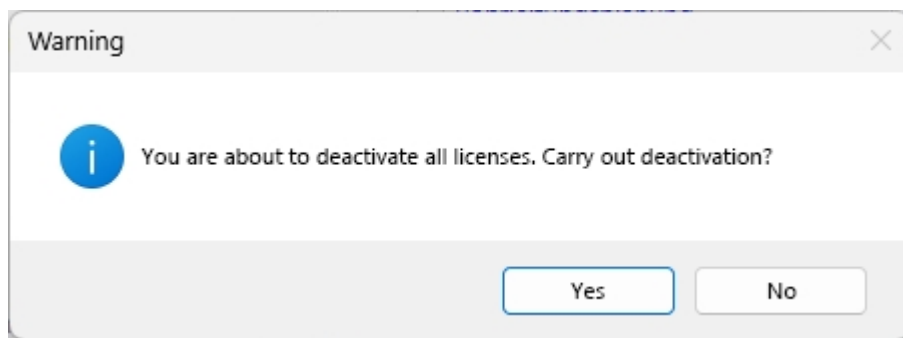 Warning
You are about to deactivate all licenses. Carry out deactivation?
Yes
No